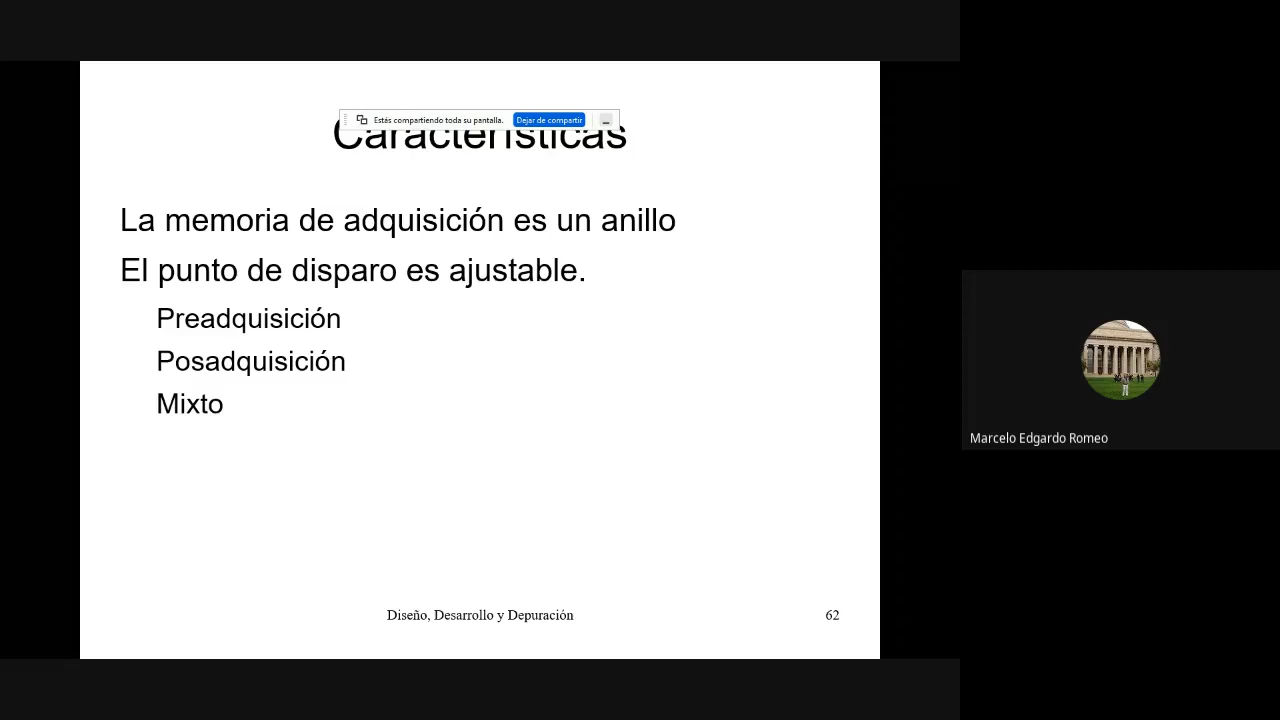 Estás compartiendo toda su pantalla. Dejar de compartir
Características
La memoria de adquisición es un anillo
El punto de disparo es ajustable.
Preadquisición
Posadquisición
Mixto
Marcelo Edgardo Romeo
Diseño, Desarrollo y Depuración 62